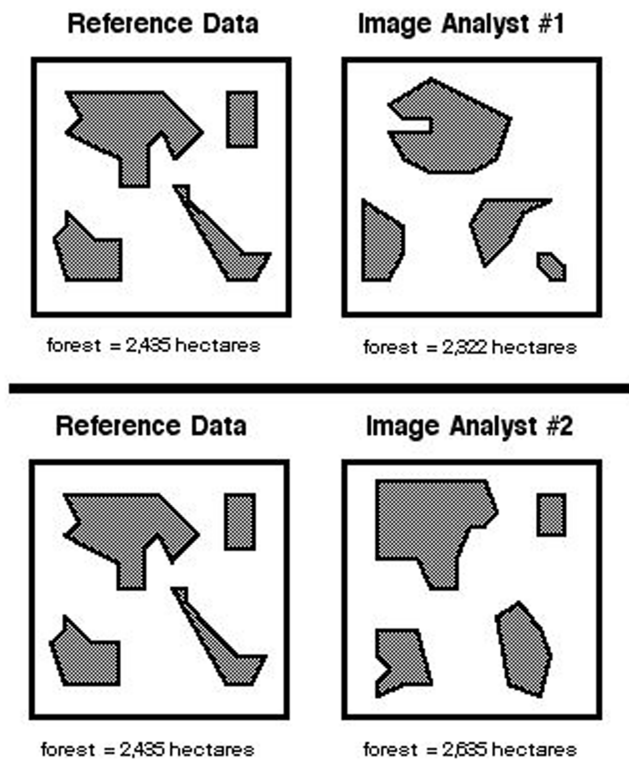 Reference Data
Image Analyst #1
forest = 2,435 hectares
forest = 2,322 hectares
Reference Data
Image Analyst #2
forest = 2,435 hectares
forest = 2,635 hectares